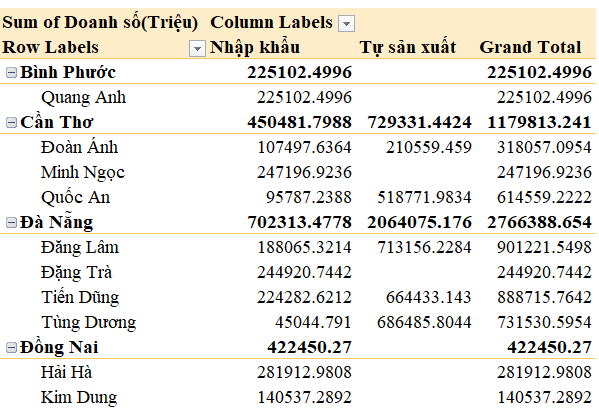 Sum of Doanh số(Triệu) Column Labels
Row Labels Nhập khẩu Tự sản xuất Grand Total
Bình Phước 225102.4996 225102.4996
Quang Anh 225102.4996 225102.4996
Cần Thơ 450481.7988 729331.4424 1179813.241
Đoàn Ánh 107497.6364 210559.459 318057.0954
Minh Ngọc 247196.9236 247196.9236
Quốc An 95787.2388 518771.9834 614559.2222
Đà Nẵng 702313.4778 2064075.176 2766388.654
Đặng Lâm 188065.3214 713156.2284 901221.5498
Đặng Trà 244920.7442 244920.7442
Tiến Dũng 224282.6212 664433.143 888715.7642
Tùng Dương 45044.791 686485.8044 731530.5954
Đồng Nai 422450.27 422450.27
Hải Hà 281912.9808 281912.9808
Kim Dung 140537.2892 140537.2892